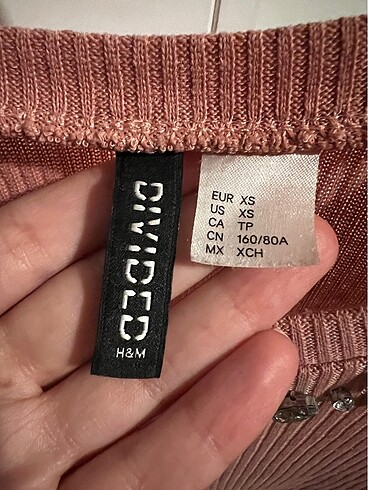 DIVIDED
H&M
EUR XS
US XS
CA TP
CN 160/80A
MX XCH